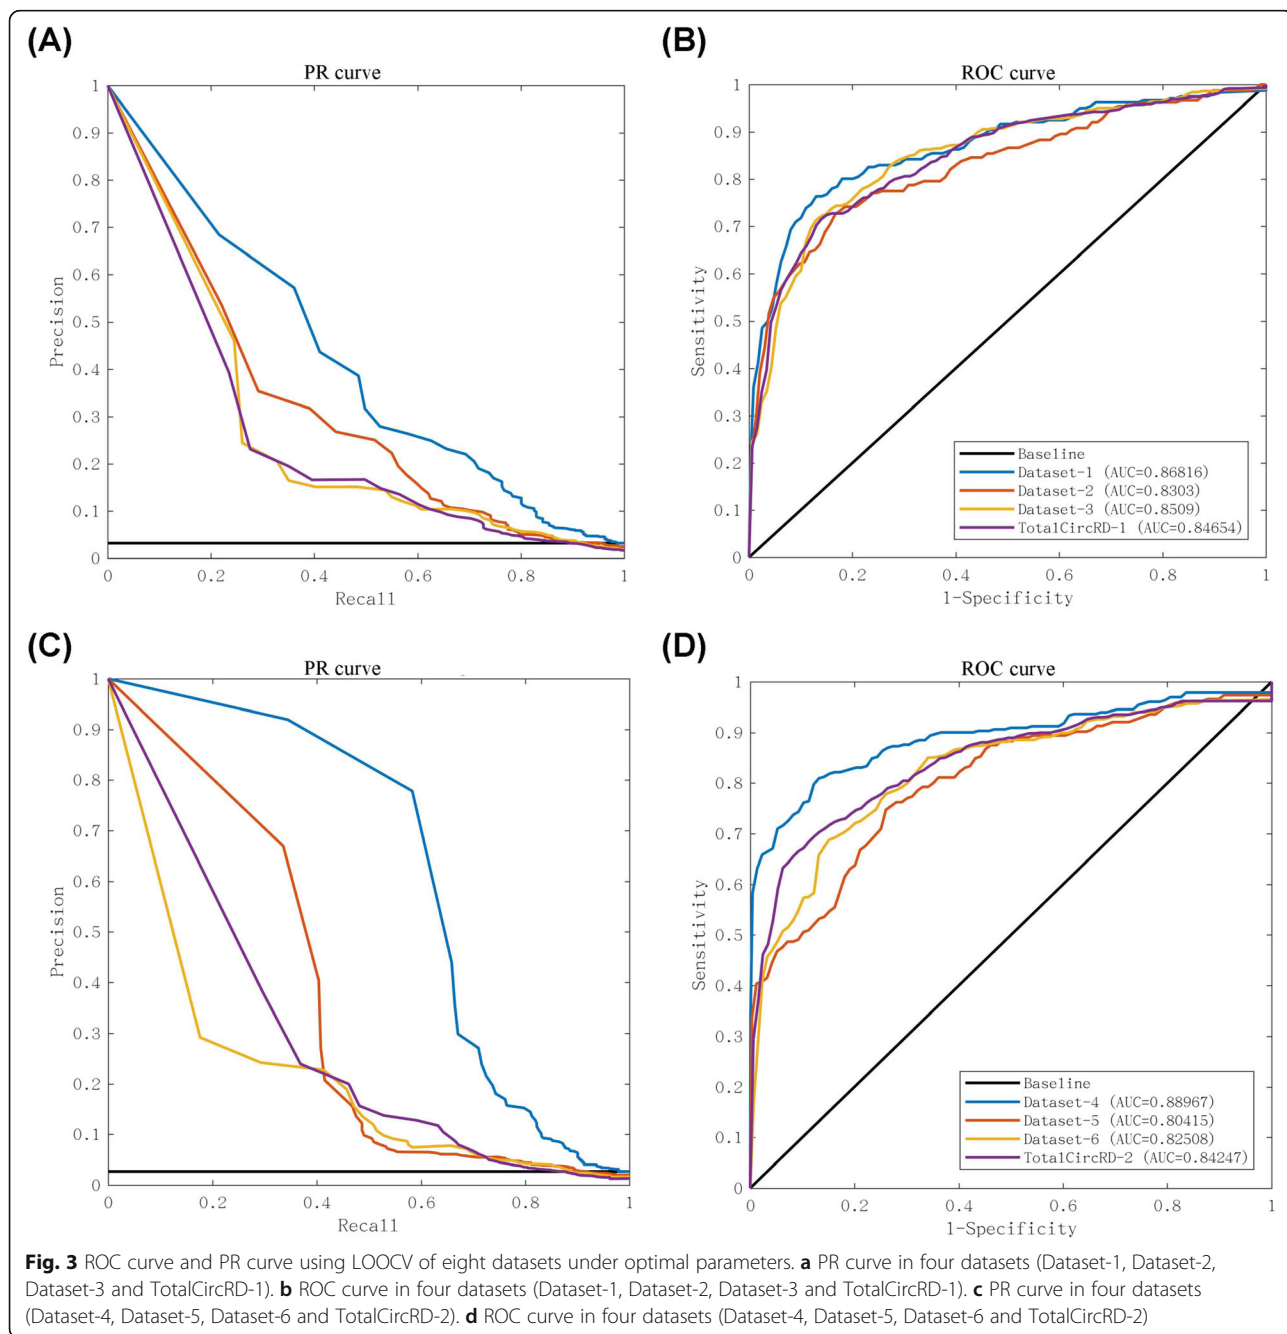 (A)
PR curve
1
0.9
0.8
0.7
0.6
0.5
0.4
0.3
0.2
0.1
0
Precision
0
0.2
0.4
0.6
0.8
1
Recall
(B)
ROC curve
1
0.9
0.8
0.7
0.6
0.5
0.4
0.3
0.2
0.1
0
Sensitivity
Baseline
Dataset-1 (AUC=0.86816)
Dataset-2 (AUC=0.8303)
Dataset-3 (AUC=0.8509)
TotalCircRD-1 (AUC=0.84654)
0
0.2
0.4
0.6
0.8
1
1-Specificity
(C)
PR curve
1
0.9
0.8
0.7
0.6
0.5
0.4
0.3
0.2
0.1
0
Precision
0
0.2
0.4
0.6
0.8
1
Recall
(D)
ROC curve
1
0.9
0.8
0.7
0.6
0.5
0.4
0.3
0.2
0.1
0
Sensitivity
Baseline
Dataset-4 (AUC=0.88967)
Dataset-5 (AUC=0.80415)
Dataset-6 (AUC=0.82508)
TotalCircRD-2 (AUC=0.84247)
0
0.2
0.4
0.6
0.8
1
1-Specificity
Fig. 3 ROC curve and PR curve using LOOCV of eight datasets under optimal parameters. a PR curve in four datasets (Dataset-1, Dataset-2,
Dataset-3 and TotalCircRD-1). b ROC curve in four datasets (Dataset-1, Dataset-2, Dataset-3 and TotalCircRD-1). c PR curve in four datasets
(Dataset-4, Dataset-5, Dataset-6 and TotalCircRD-2). d ROC curve in four datasets (Dataset-4, Dataset-5, Dataset-6 and TotalCircRD-2)